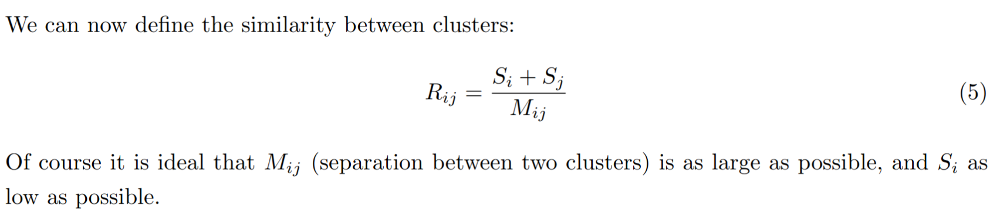 We can now define the similarity between clusters:
R_{ij} = \frac{S_i + S_j}{M_{ij}} (5)
Of course it is ideal that M_{ij} (separation between two clusters) is as large as possible, and S_i as
low as possible.